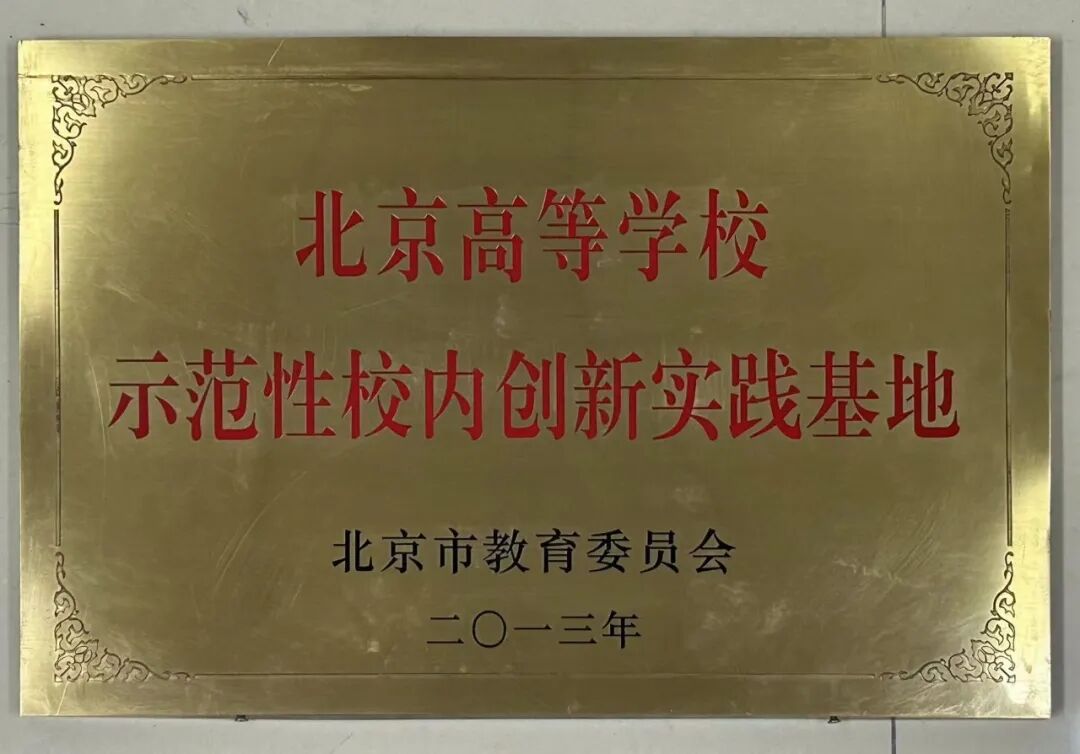 北京高等学校
示范性校内创新实践基地
北京市教育委员会
二〇一三年